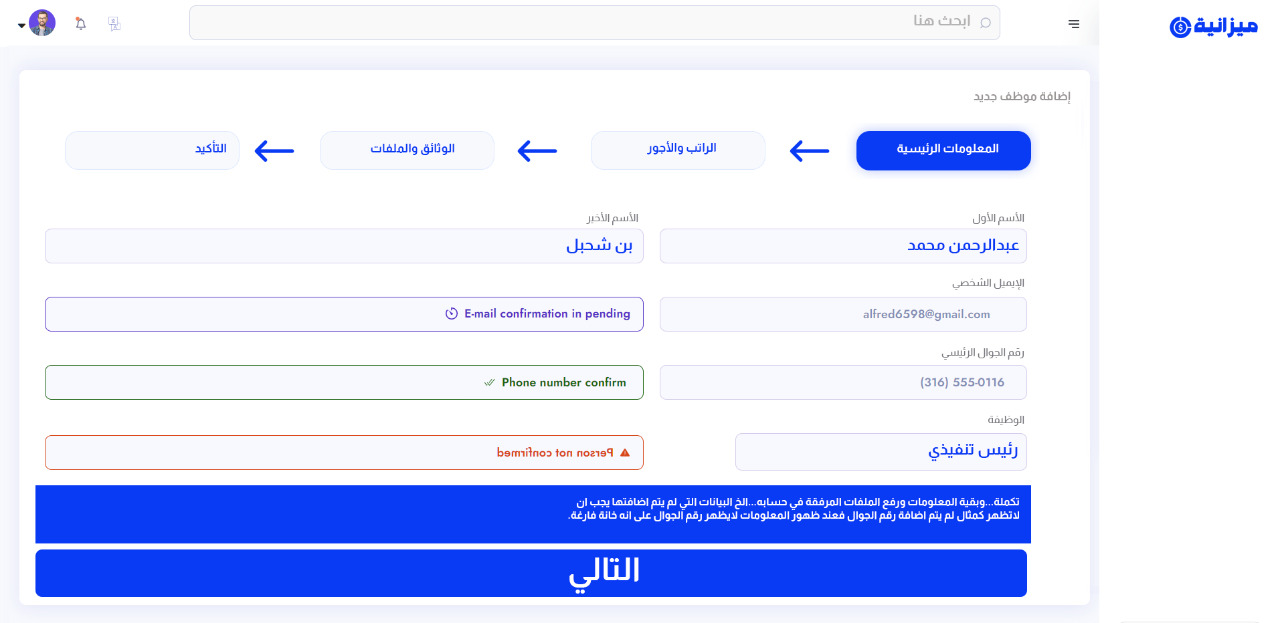 ميزانية
ابحث هنا
إضافة موظف جديد
المعلومات الرئيسية
الراتب والأجور
الوثائق والملفات
التأكيد
الأسم الأول
الأسم الأخير
عبدالرحمن محمد
بن شحبل
الإيميل الشخصي
alfred6598@gmail.com
E-mail confirmation in pending
رقم الجوال الرئيسي
(316) 555-0116
Phone number confirm
الوظيفة
رئيس تنفيذي
Person not confirmed
تكملة...وبقية المعلومات ورفع الملفات المرفقة في حسابه...الخ البيانات التي لم يتم اضافتها يجب ان
لاتظهر كمثال لم يتم اضافة رقم الجوال فعند ظهور المعلومات لايظهر رقم الجوال على انه خانة فارغة.
التالي